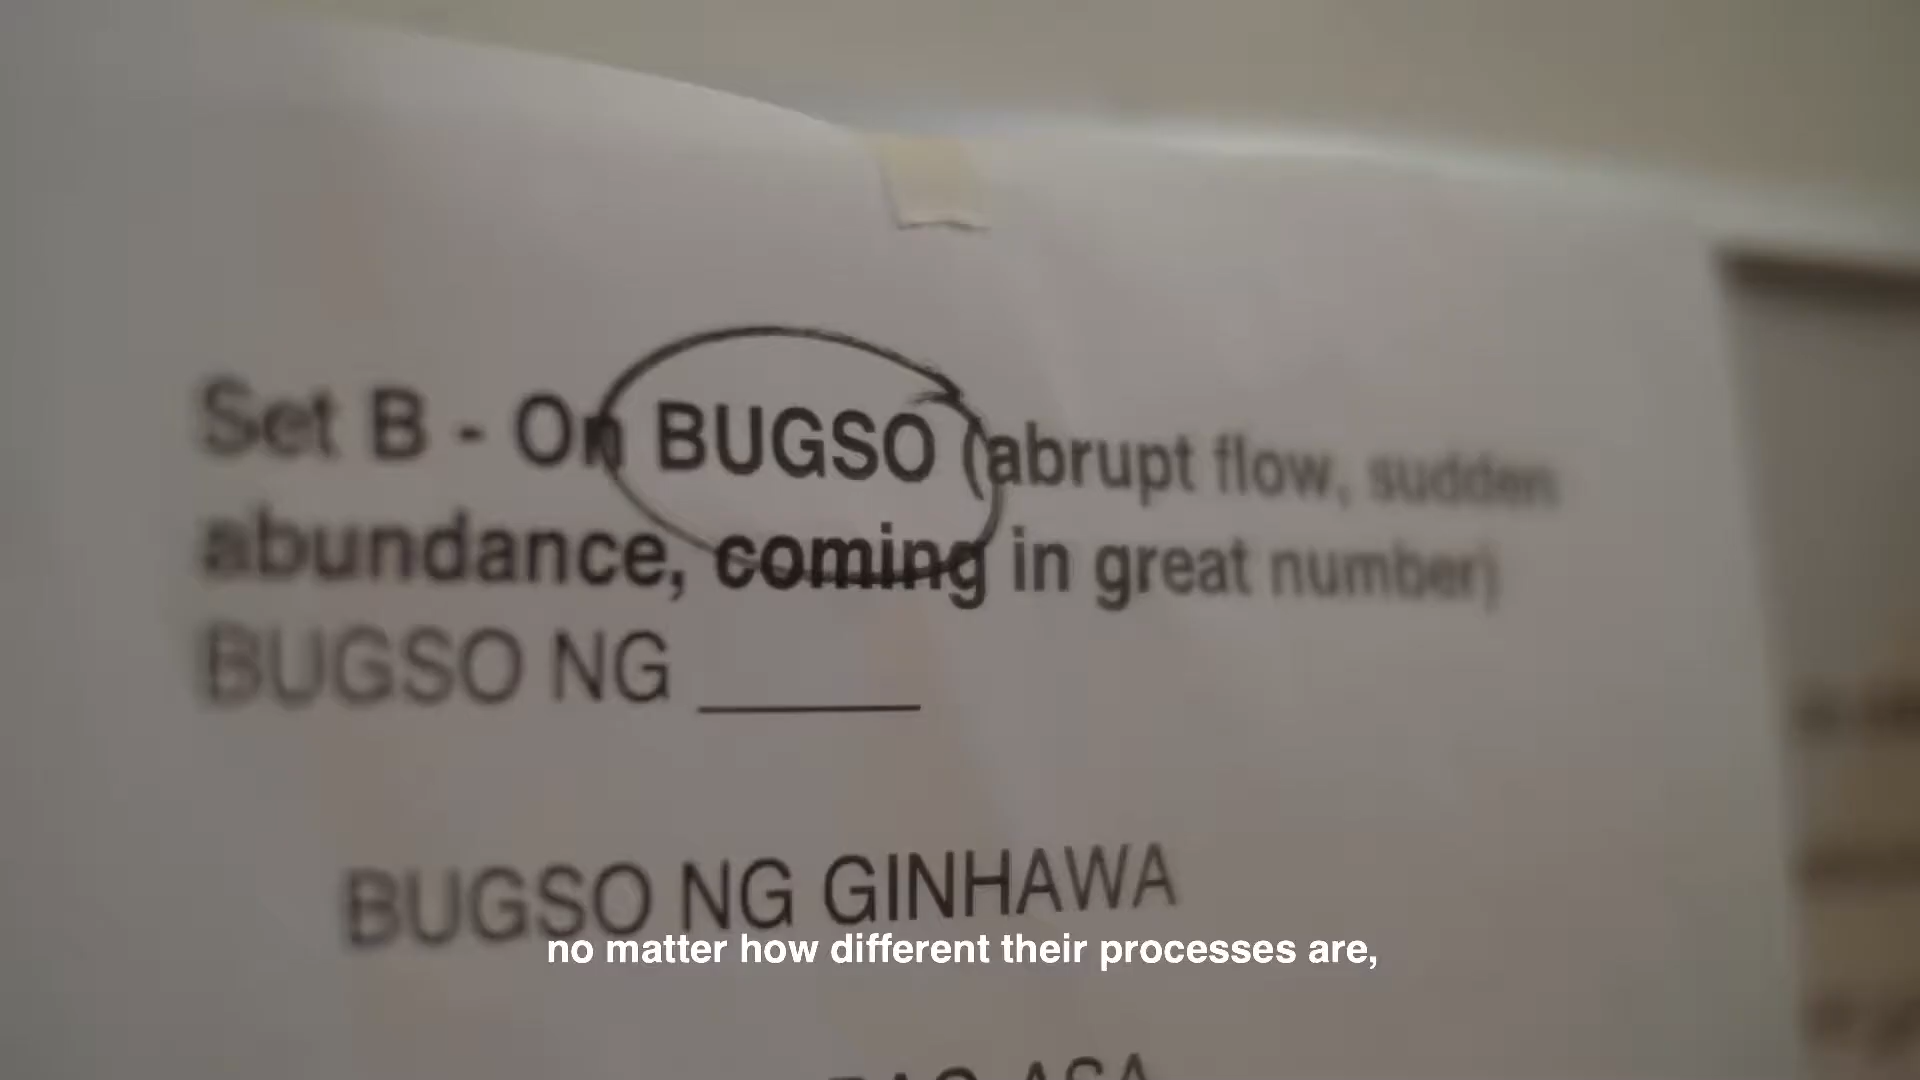 Set B - On BUGSO (abrupt flow, sudden
abundance, coming in great number)
BUGSO NG ______
BUGSO NG GINHAWA
no matter how different their processes are,